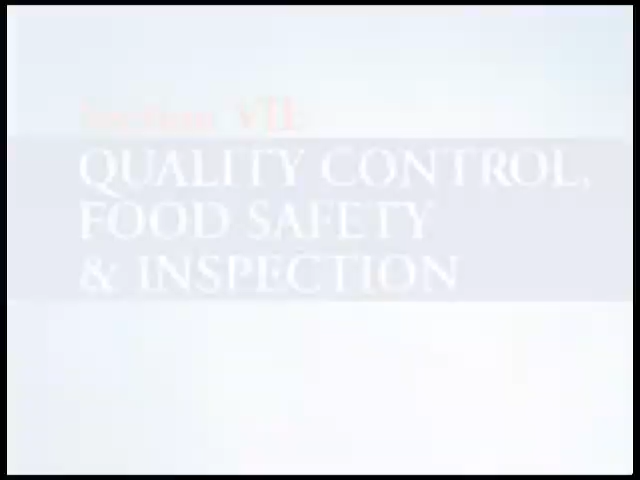 Section VII:
QUALITY CONTROL,
FOOD SAFETY
& INSPECTION